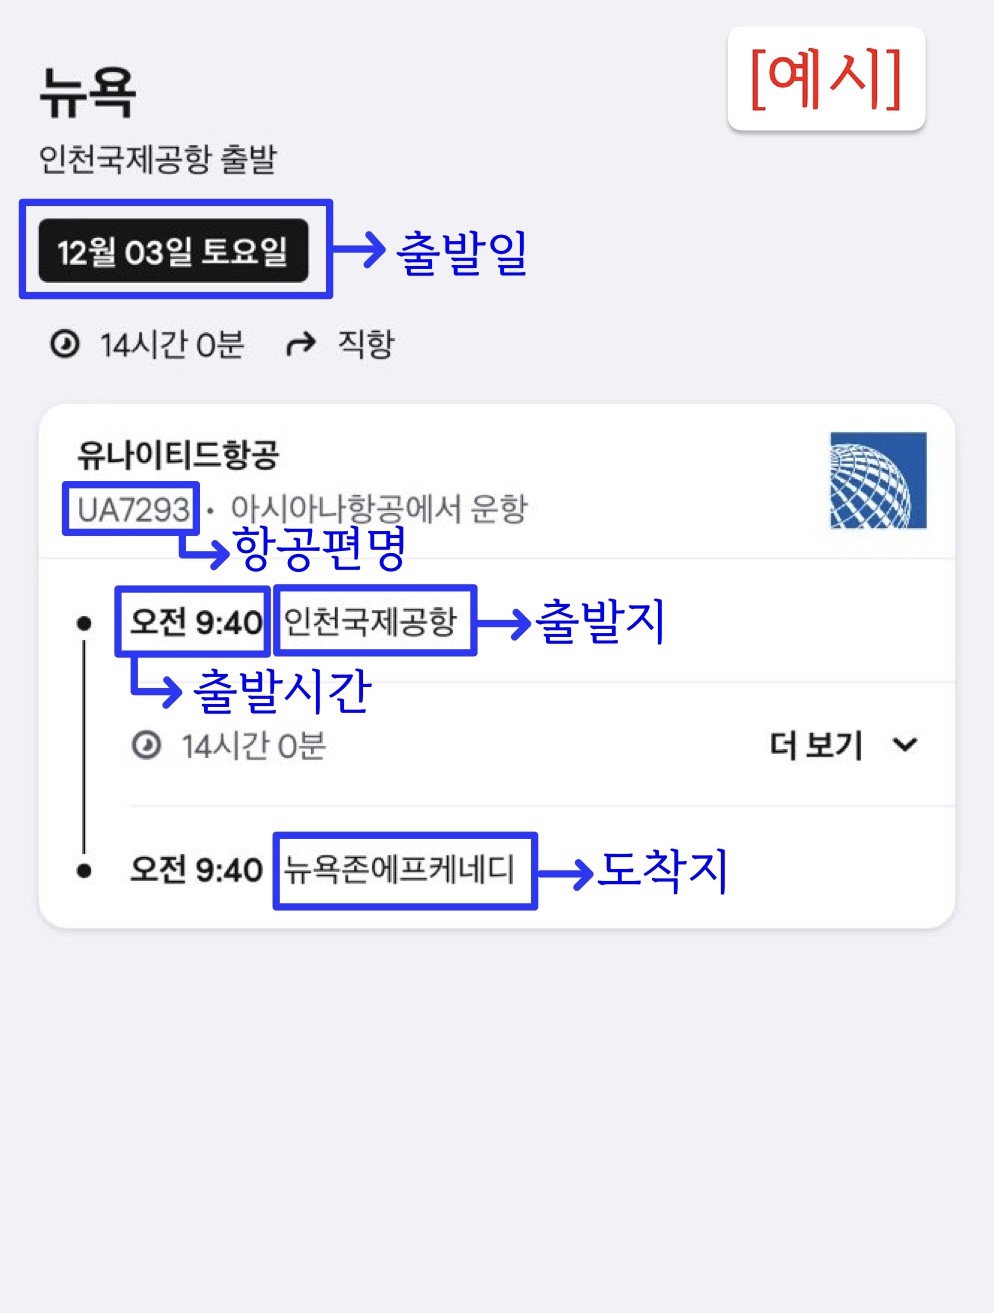 [예시]
뉴욕
인천국제공항 출발
12월 03일 토요일 출발일
14시간 0분 직항
유나이티드항공
UA7293 · 아시아나항공에서 운항
항공편명
오전 9:40 인천국제공항 출발지
출발시간
14시간 0분 더 보기
오전 9:40 뉴욕존에프케네디 도착지